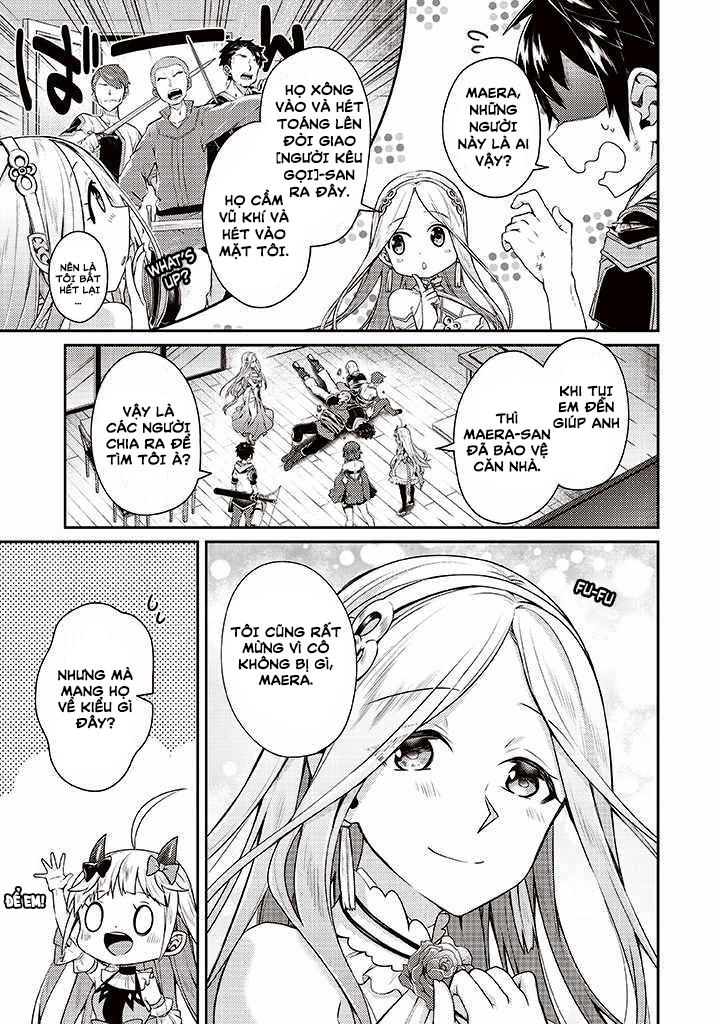 MAERA,
NHỮNG
NGƯỜI
NÀY LÀ AI
VẬY?
HỌ XÔNG
VÀO VÀ HÉT
TOÁNG LÊN
ĐÒI GIAO
[NGƯỜI KÊU
GỌI]-SAN
RA ĐÂY.
HỌ CẦM
VŨ KHÍ VÀ
HÉT VÀO
MẶT TÔI.
ばーん
WHAT'S
UP?
NÊN LÀ
TÔI BẮT
HẾT LẠI
...
KHI TỤI
EM ĐẾN
GIÚP ANH
THÌ
MAERA-SAN
ĐÃ BẢO VỆ
CĂN NHÀ.
VẬY LÀ
CÁC NGƯỜI
CHIA RA ĐỂ
TÌM TÔI À?
FU-FU
TÔI CŨNG RẤT
MỪNG VÌ CÔ
KHÔNG BỊ GÌ,
MAERA.
NHƯNG MÀ
MANG HỌ
VỀ KIỂU GÌ
ĐÂY?
ĐỂ EM!